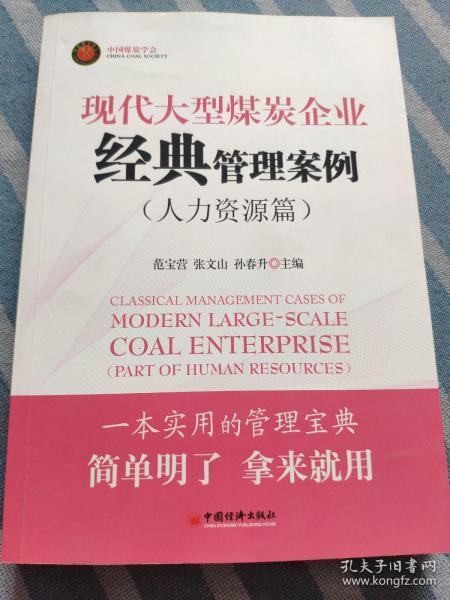 中国煤炭学会
CHINA COAL SOCIETY
现代大型煤炭企业
经典管理案例
（人力资源篇）
范宝营 张文山 孙春升◎主编
CLASSICAL MANAGEMENT CASES OF
MODERN LARGE-SCALE
COAL ENTERPRISE
(PART OF HUMAN RESOURCES)
一本实用的管理宝典
简单明了 拿来就用
中国经济出版社
CHINA ECONOMIC PUBLISHING HOUSE
孔夫子旧书网
www.kongfz.com